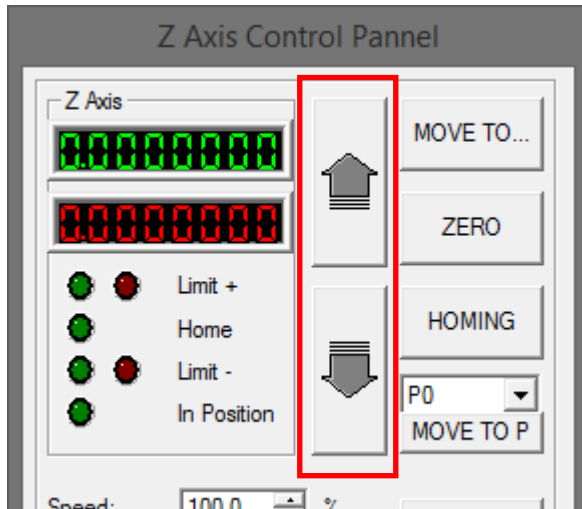 Z Axis Control Pannel
Z Axis
0.0000000
0.0000000
MOVE TO...
ZERO
HOMING
P0
MOVE TO P
Limit +
Home
Limit -
In Position
Speed: 100.0 %